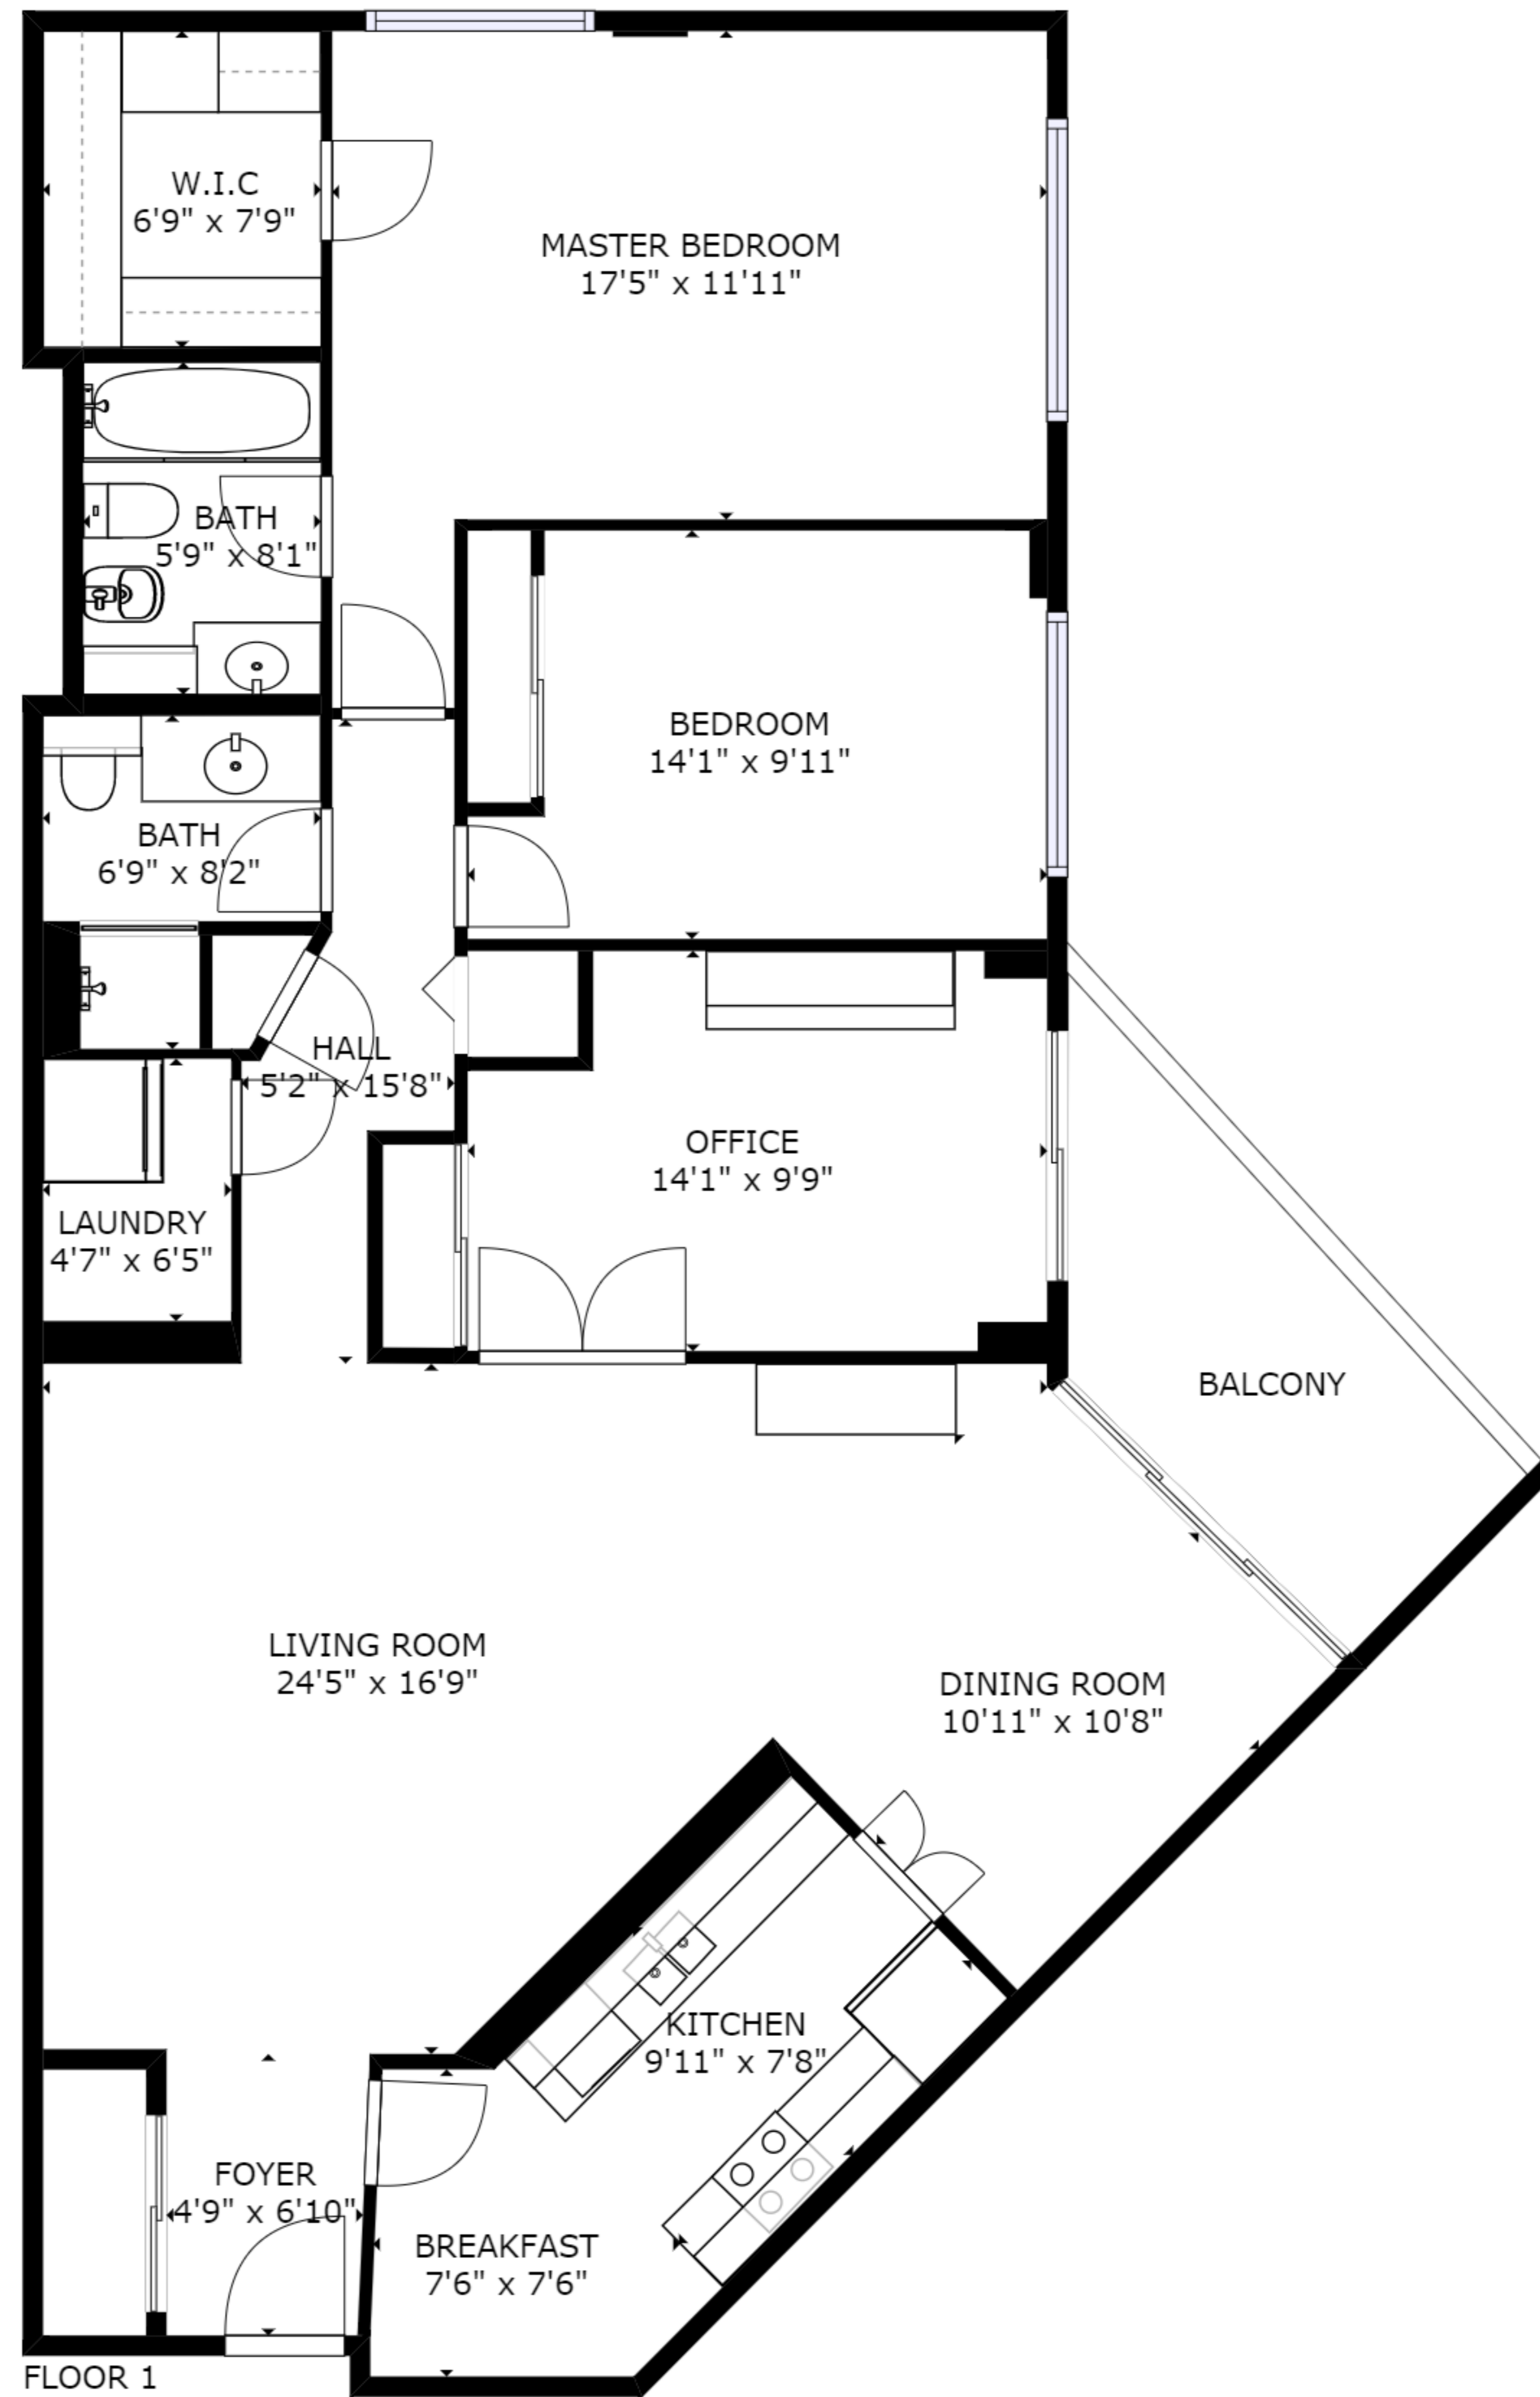 W.I.C
6'9" x 7'9"
MASTER BEDROOM
17'5" x 11'11"
BATH
5'9" x 8'1"
BEDROOM
14'1" x 9'11"
BATH
6'9" x 8'2"
HALL
5'2" x 15'8"
OFFICE
14'1" x 9'9"
LAUNDRY
4'7" x 6'5"
BALCONY
LIVING ROOM
24'5" x 16'9"
DINING ROOM
10'11" x 10'8"
KITCHEN
9'11" x 7'8"
FOYER
4'9" x 6'10"
BREAKFAST
7'6" x 7'6"
FLOOR 1